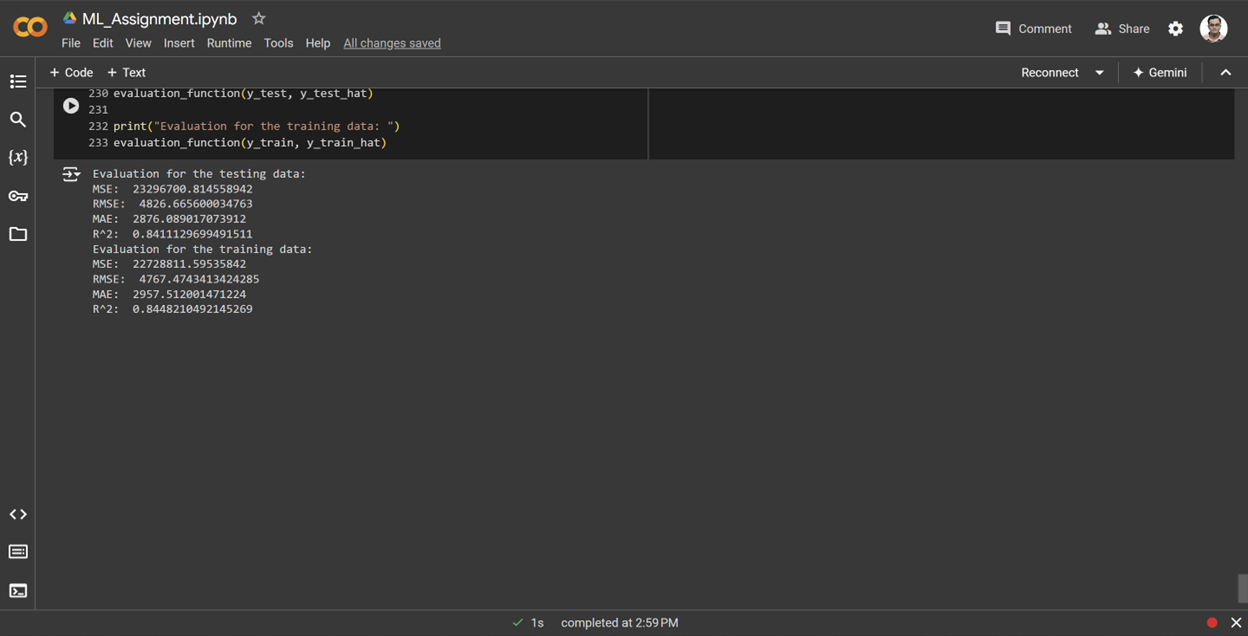 ML_Assignment.ipynb
File Edit View Insert Runtime Tools Help All changes saved
Comment Share
+ Code + Text
Reconnect Gemini
230 evaluation_function(y_test, y_test_hat)
231
232 print("Evaluation for the training data: ")
233 evaluation_function(y_train, y_train_hat)
Evaluation for the testing data:
MSE: 23296700.814558942
RMSE: 4826.665600034763
MAE: 2876.089017073912
R^2: 0.8411129699491511
Evaluation for the training data:
MSE: 22728811.59535842
RMSE: 4767.4743413424285
MAE: 2957.512001471224
R^2: 0.8448210492145269
{x}
1s completed at 2:59 PM